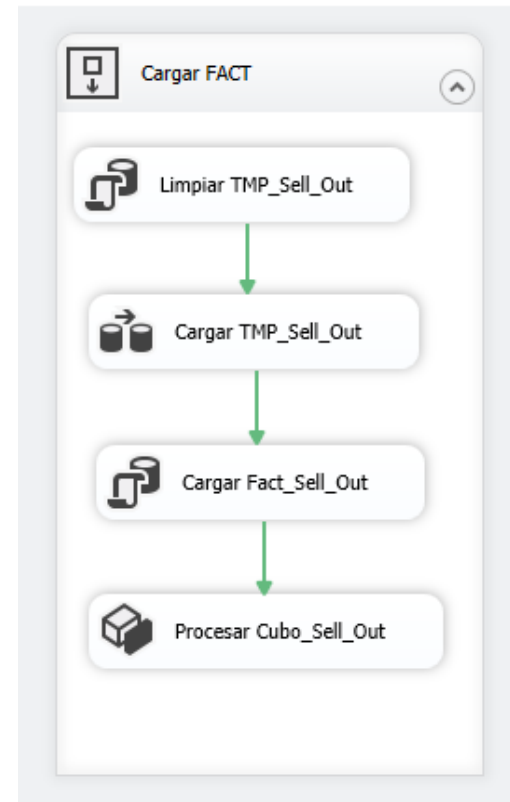 Cargar FACT
Limpiar TMP_Sell_Out
Cargar TMP_Sell_Out
Cargar Fact_Sell_Out
Procesar Cubo_Sell_Out